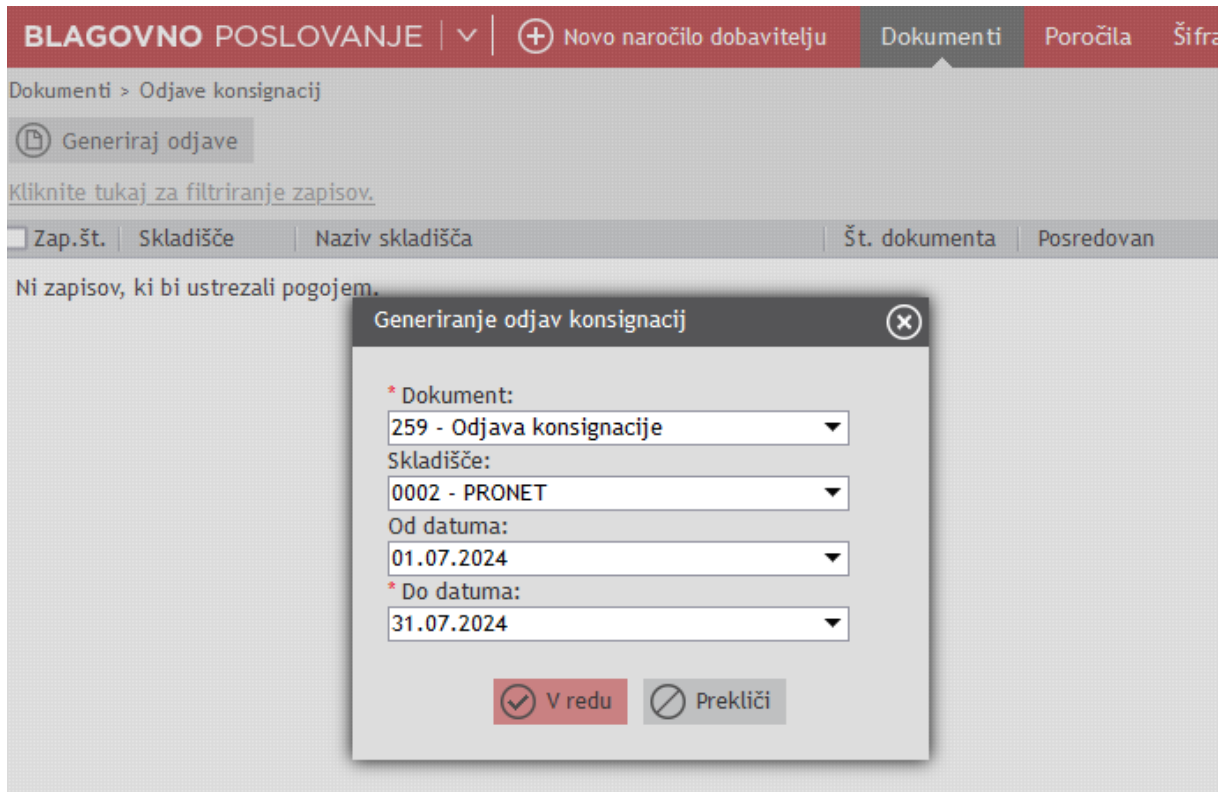 BLAGOVNO POSLOVANJE Novo naročilo dobavitelju Dokumenti Poročila
Dokumenti > Odjave konsignacij
Generiraj odjave
Kliknite tukaj za filtriranje zapisov.
Zap.št. Skladišče Naziv skladišča Št. dokumenta Posredovan
Ni zapisov, ki bi ustrezali pogojem.
Generiranje odjav konsignacij
* Dokument:
259 - Odjava konsignacije
Skladišče:
0002 - PRONET
Od datuma:
01.07.2024
* Do datuma:
31.07.2024
V redu Prekliči